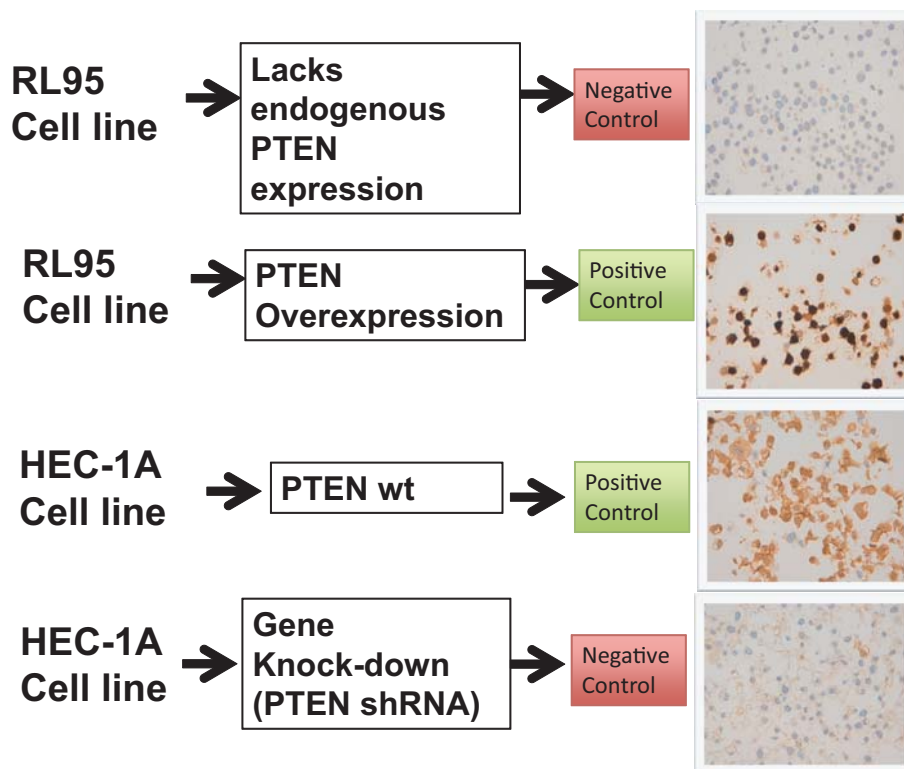 RL95
Cell line
Lacks
endogenous
PTEN
expression
Negative
Control
RL95
Cell line
PTEN
Overexpression
Positive
Control
HEC-1A
Cell line
PTEN wt
Positive
Control
HEC-1A
Cell line
Gene
Knock-down
(PTEN shRNA)
Negative
Control